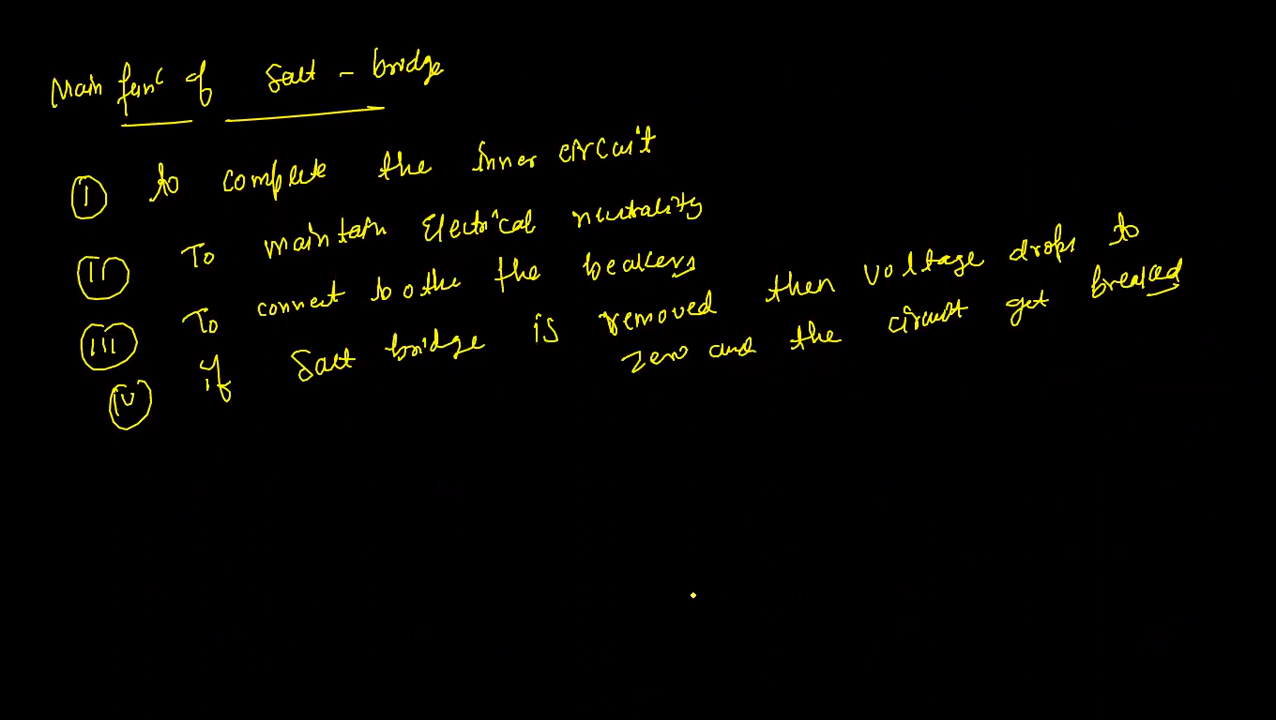 Main func of salt - bridge
I to complete the inner circuit
II To maintain Electrical neutrality
III To connect bothe the beakers
IV if Salt bridge is removed then voltage drops to
zero and the circuit get breaked